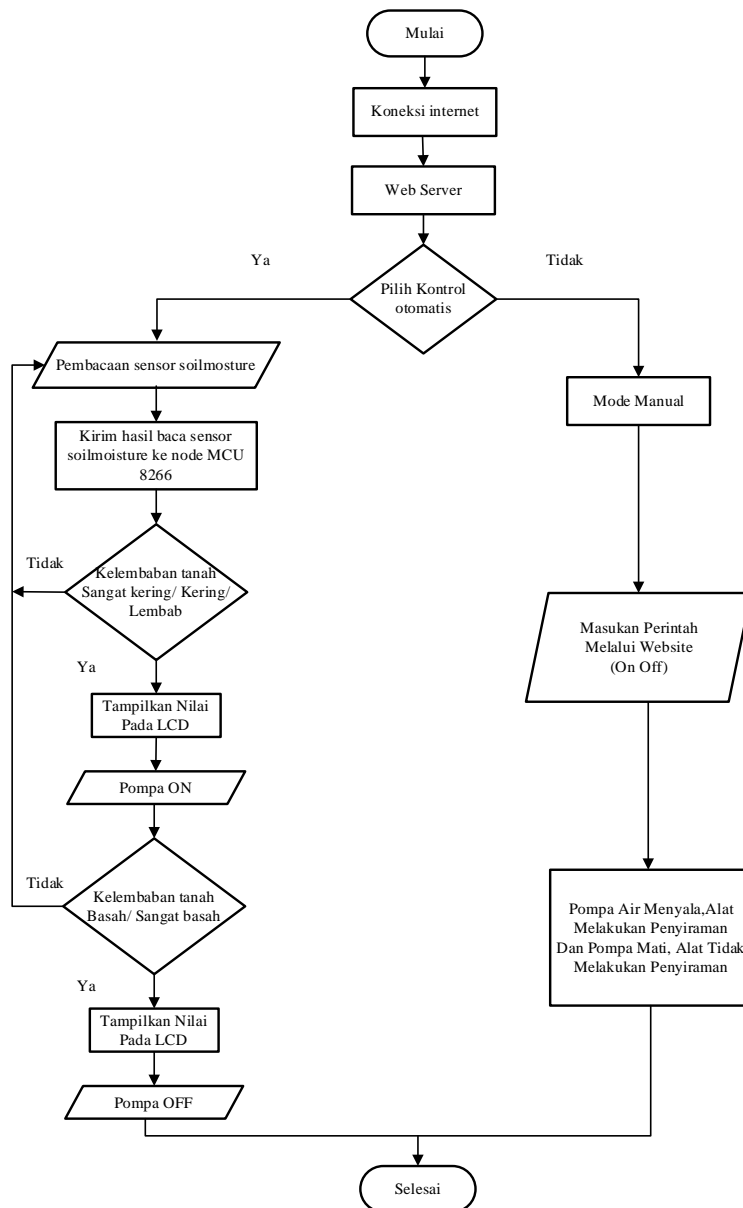 Mulai
Koneksi internet
Web Server
Ya
Tidak
Pilih Kontrol
otomatis
Pembacaan sensor soilmosture
Mode Manual
Kirim hasil baca sensor
soilmoisture ke node MCU
8266
Tidak
Kelembaban tanah
Sangat kering/ Kering/
Lembab
Masukan Perintah
Melalui Website
(On Off)
Ya
Tampilkan Nilai
Pada LCD
Pompa ON
Tidak
Kelembaban tanah
Basah/ Sangat basah
Pompa Air Menyala,Alat
Melakukan Penyiraman
Dan Pompa Mati, Alat Tidak
Melakukan Penyiraman
Ya
Tampilkan Nilai
Pada LCD
Pompa OFF
Selesai